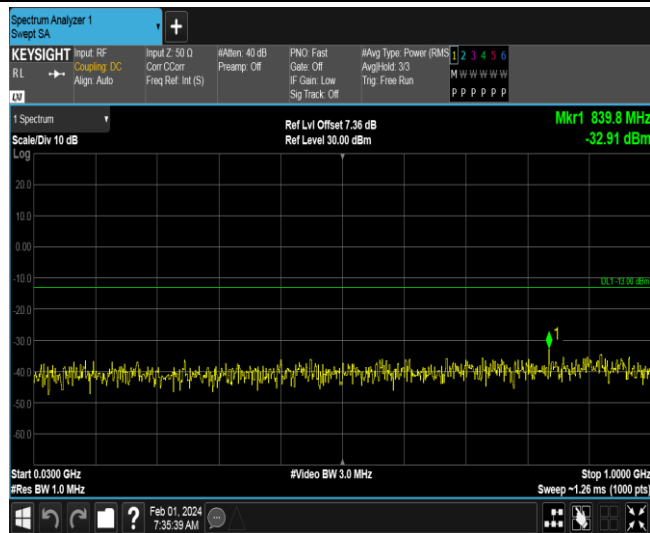 Spectrum Analyzer 1
Swept SA
KEYSIGHT
RL
Input: RF
Coupling: DC
Align: Auto
Input Z: 50 Ω
Corr CCorr
Freq Ref: Int (S)
#Atten: 40 dB
Preamp: Off
PNO: Fast
Gate: Off
IF Gain: Low
Sig Track: Off
#Avg Type: Power (RMS
Avg|Hold: 3/3
Trig: Free Run
1 2 3 4 5 6
M W W W W W
P P P P P P
1 Spectrum
Scale/Div 10 dB
Log
Ref Lvl Offset 7.36 dB
Ref Level 30.00 dBm
Mkr1 839.8 MHz
-32.91 dBm
20.0
10.0
0.00
-10.0
DL1 -13.00 dBm
-20.0
-30.0
1
-40.0
-50.0
-60.0
Start 0.0300 GHz
#Res BW 1.0 MHz
#Video BW 3.0 MHz
Stop 1.0000 GHz
Sweep ~1.26 ms (1000 pts)
?
Feb 01, 2024
7:35:39 AM